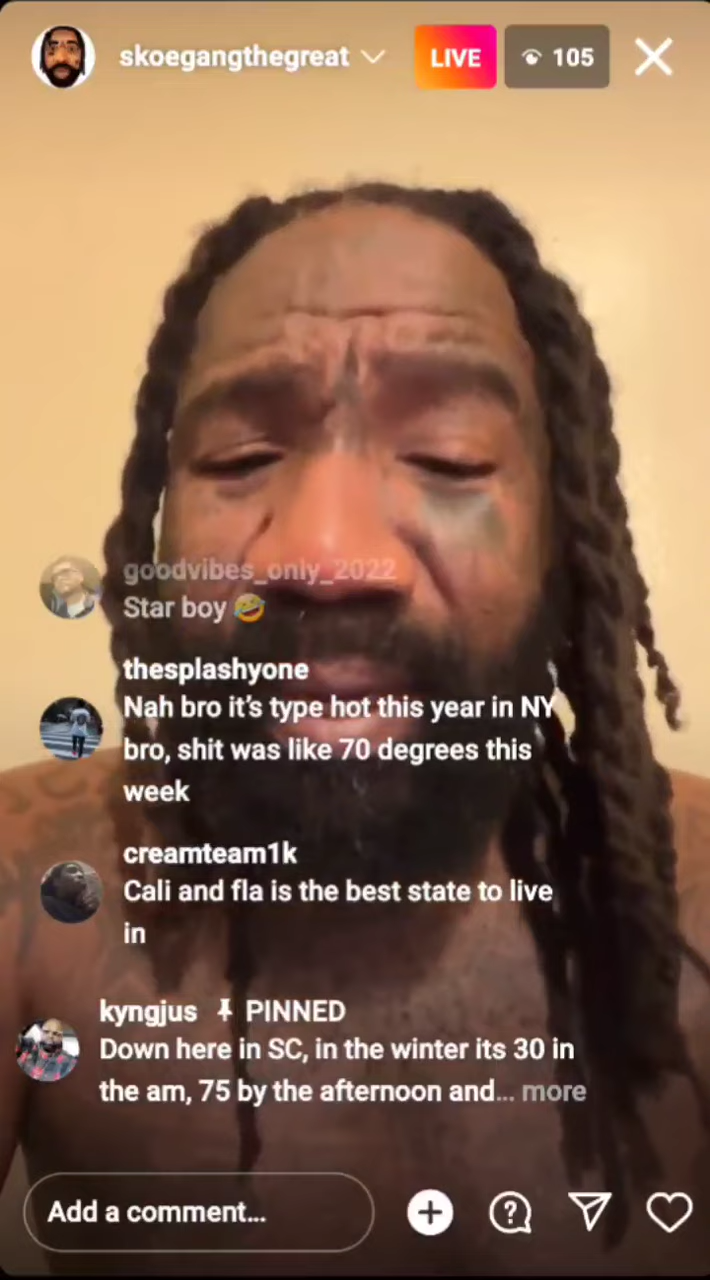 skoegangthegreat LIVE 105
goodvibes_only_2022
Star boy 🤣
thesplashyone
Nah bro it’s type hot this year in NY
bro, shit was like 70 degrees this
week
creamteam1k
Cali and fla is the best state to live
in
kyngjus PINNED
Down here in SC, in the winter its 30 in
the am, 75 by the afternoon and... more
Add a comment...